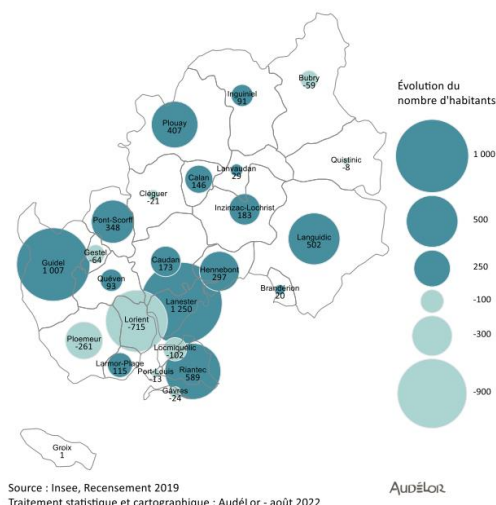 Évolution du
nombre d'habitants
1 000
500
250
-100
-300
-900
Bubry
-59
Inguiniel
91
Plouay
407
Quistinic
-8
Lanvaudan
29
Calan
146
Cléguer
-21
Inzinzac-Lochrist
183
Pont-Scorff
348
Languidic
502
Gestel
-64
Guidel
1 007
Caudan
173
Hennebont
297
Quéven
93
Brandérion
20
Lanester
1 250
Lorient
-715
Ploemeur
-261
Locmiquélic
-102
Larmor-Plage
115
Port-Louis
-13
Riantec
589
Gâvres
-24
Groix
1
Source : Insee, Recensement 2019
Traitement statistique et cartographique : AudéLor - août 2022
AUDÉLOR